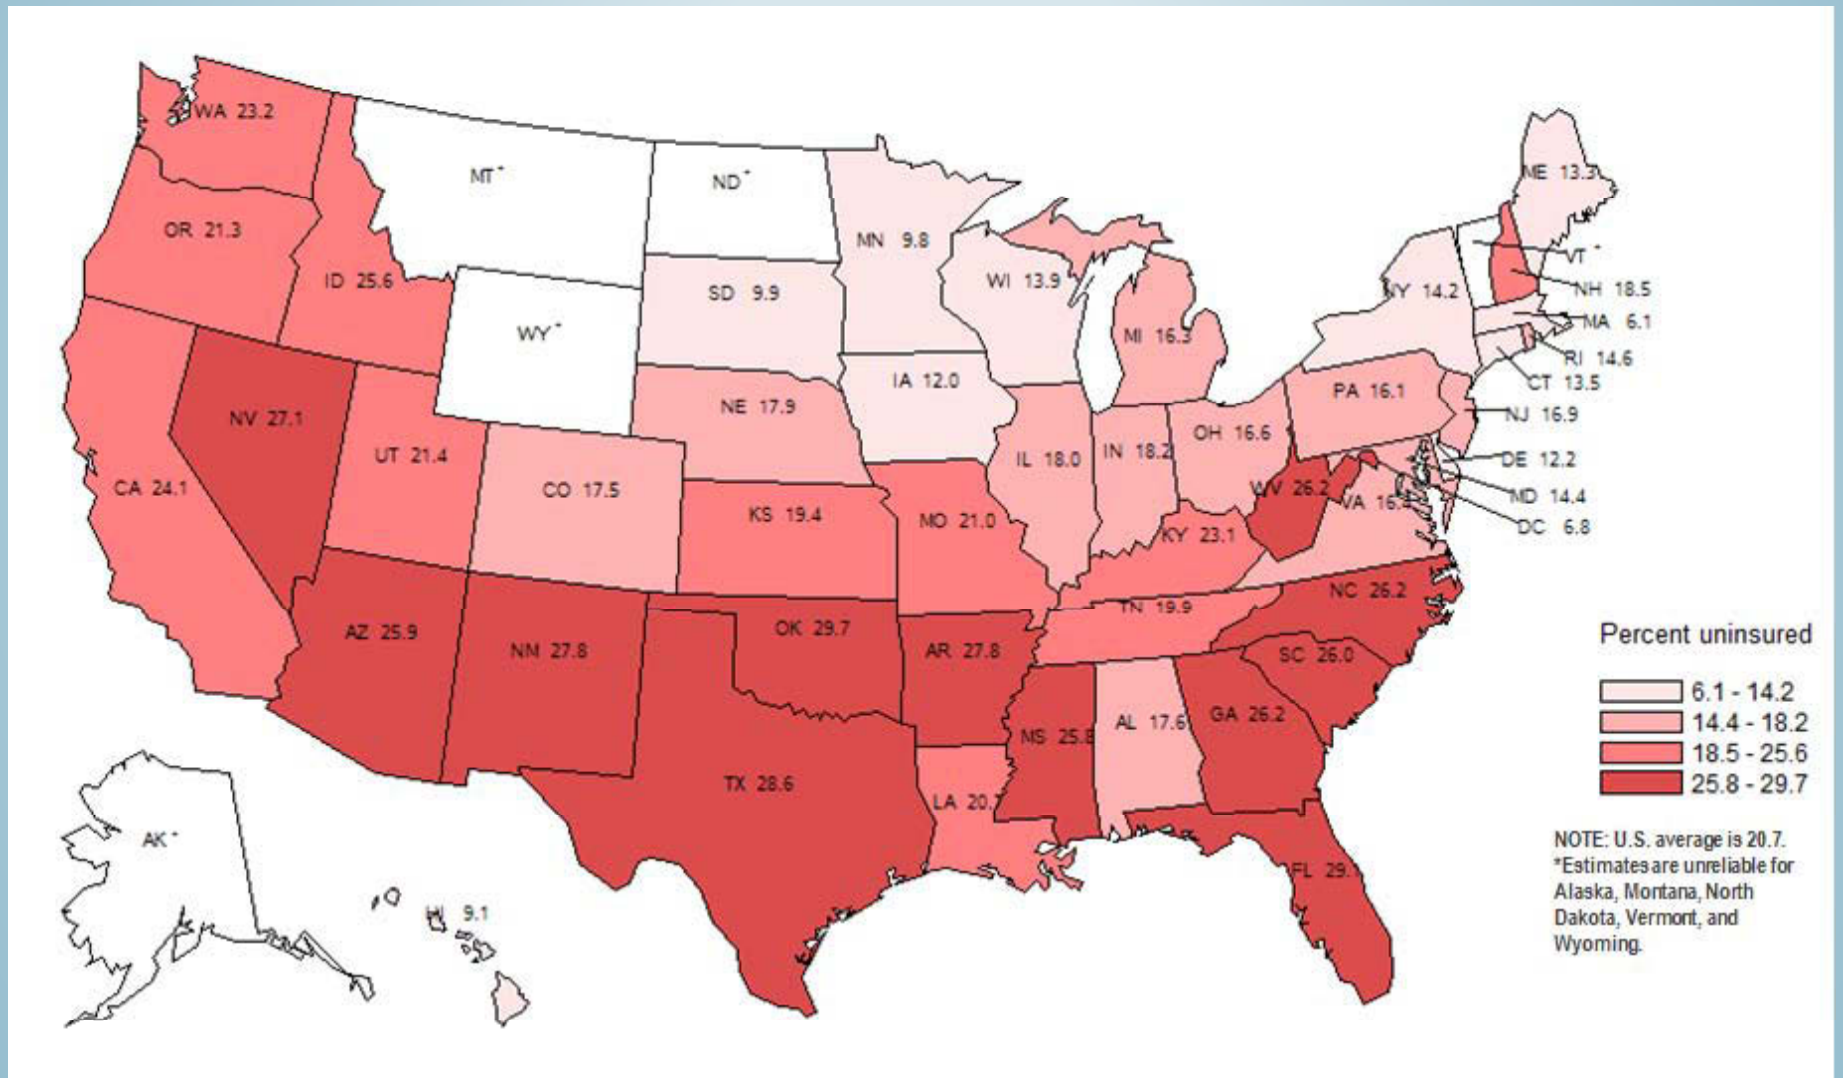 WA 23.2
MT*
ND*
ME 13.3
OR 21.3
MN 9.8
VT*
ID 25.6
WI 13.9
NH 18.5
SD 9.9
NY 14.2
MA 6.1
WY*
MI 16.3
RI 14.6
IA 12.0
CT 13.5
NE 17.9
PA 16.1
NJ 16.9
NV 27.1
OH 16.6
UT 21.4
IL 18.0
IN 18.2
DE 12.2
CA 24.1
CO 17.5
WV 26.2
MD 14.4
KS 19.4
MO 21.0
VA 16.
DC 6.8
KY 23.1
NC 26.2
TN 19.9
AZ 25.9
NM 27.8
OK 29.7
AR 27.8
SC 26.0
MS 25.8
AL 17.6
GA 26.2
TX 28.6
LA 20.
AK*
FL 29.
HI 9.1
Percent uninsured
6.1 - 14.2
14.4 - 18.2
18.5 - 25.6
25.8 - 29.7
NOTE: U.S. average is 20.7.
*Estimates are unreliable for
Alaska, Montana, North
Dakota, Vermont, and
Wyoming.